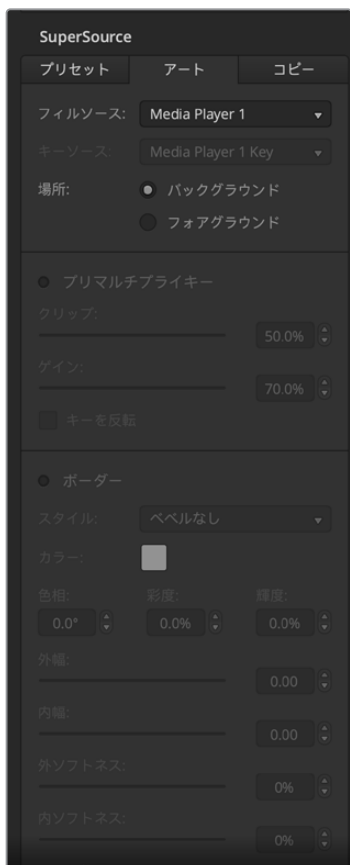 SuperSource
プリセット アート コピー
フィルソース: Media Player 1
キーソース: Media Player 1 Key
場所: バックグラウンド
フォアグラウンド
プリマルチプライキー
クリップ:
50.0%
ゲイン:
70.0%
キーを反転
ボーダー
スタイル: ベベルなし
カラー:
色相: 彩度: 輝度:
0.0° 0.0% 0.0%
外幅:
0.00
内幅:
0.00
外ソフトネス:
0%
内ソフトネス:
0%